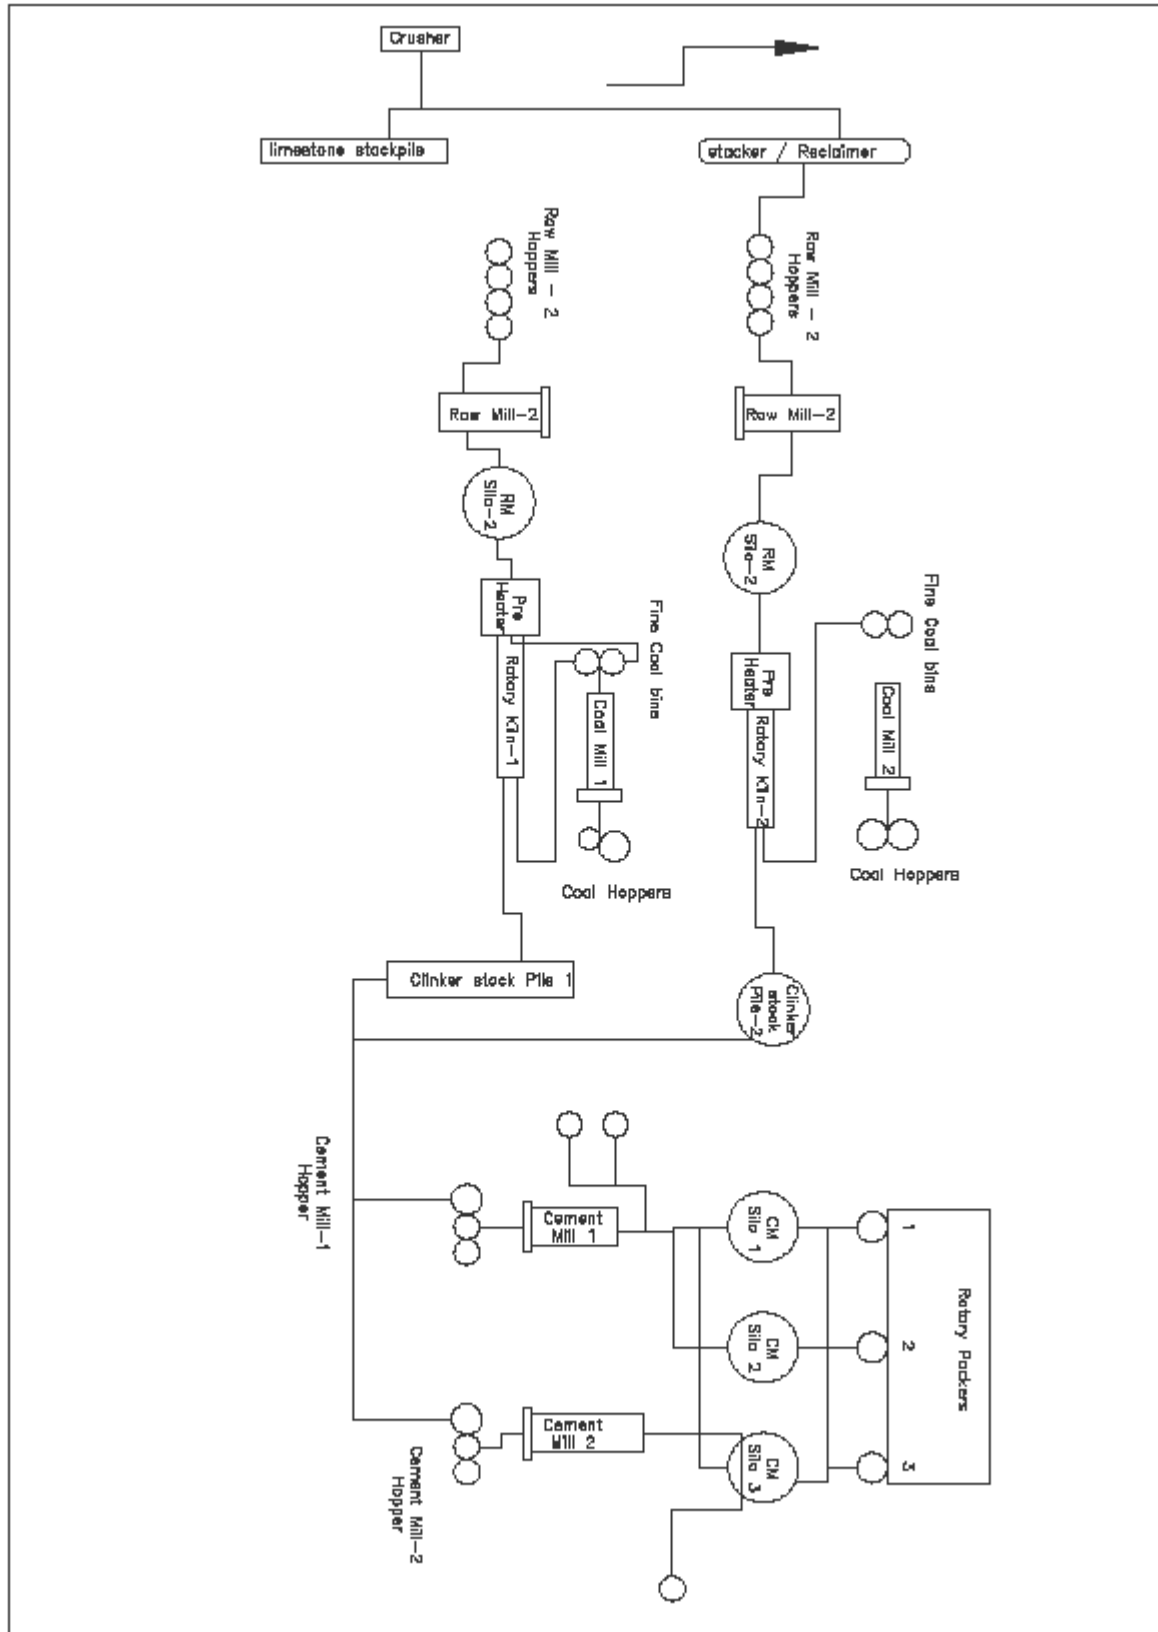 Crusher
limestone stockpile
stacker / Reclaimer
Raw Mill - 2
Hoppers
Raw Mill - 2
Hoppers
Raw Mill-2
Raw Mill-2
RM
Silo-2
RM
Silo-2
Pre
Heater
Fine Coal bins
Fine Coal bins
Rotary Kiln-1
Coal Mill 1
Pre
Heater
Rotary Kiln-2
Coal Mill 2
Coal Hoppers
Coal Hoppers
Clinker stock Pile 1
Clinker
stock
Pile-2
Cement Mill-1
Hopper
Cement
Mill 1
CM
Silo 1
1
Rotary Packers
CM
Silo 2
2
Cement
Mill 2
CM
Silo 3
3
Cement Mill-2
Hopper